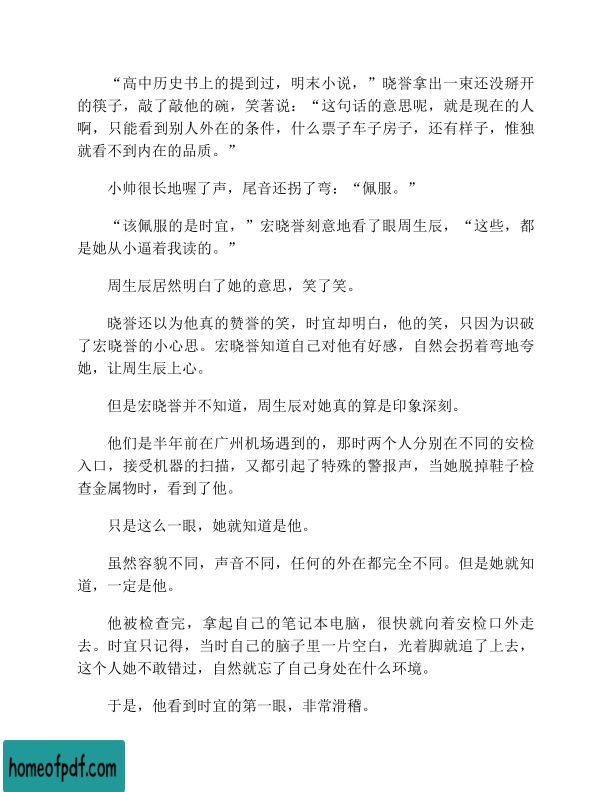 “高中历史书上的提到过，明末小说，”晓誉拿出一束还没掰开
的筷子，敲了敲他的碗，笑著说：“这句话的意思呢，就是现在的人
啊，只能看到别人外在的条件，什么票子车子房子，还有样子，惟独
就看不到内在的品质。”
小帅很长地喔了声，尾音还拐了弯：“佩服。”
“该佩服的是时宜，”宏晓誉刻意地看了眼周生辰，“这些，都
是她从小逼着我读的。”
周生辰居然明白了她的意思，笑了笑。
晓誉还以为他真的赞誉的笑，时宜却明白，他的笑，只因为识破
了宏晓誉的小心思。宏晓誉知道自己对他有好感，自然会拐着弯地夸
她，让周生辰上心。
但是宏晓誉并不知道，周生辰对她真的算是印象深刻。
他们是半年前在广州机场遇到的，那时两个人分别在不同的安检
入口，接受机器的扫描，又都引起了特殊的警报声，当她脱掉鞋子检
查金属物时，看到了他。
只是这么一眼，她就知道是他。
虽然容貌不同，声音不同，任何的外在都完全不同。但是她就知
道，一定是他。
他被检查完，拿起自己的笔记本电脑，很快就向着安检口外走
去。时宜只记得，当时自己的脑子里一片空白，光着脚就追了上去，
这个人她不敢错过，自然就忘了自己身处在什么环境。
于是，他看到时宜的第一眼，非常滑稽。
homeofpdf.com